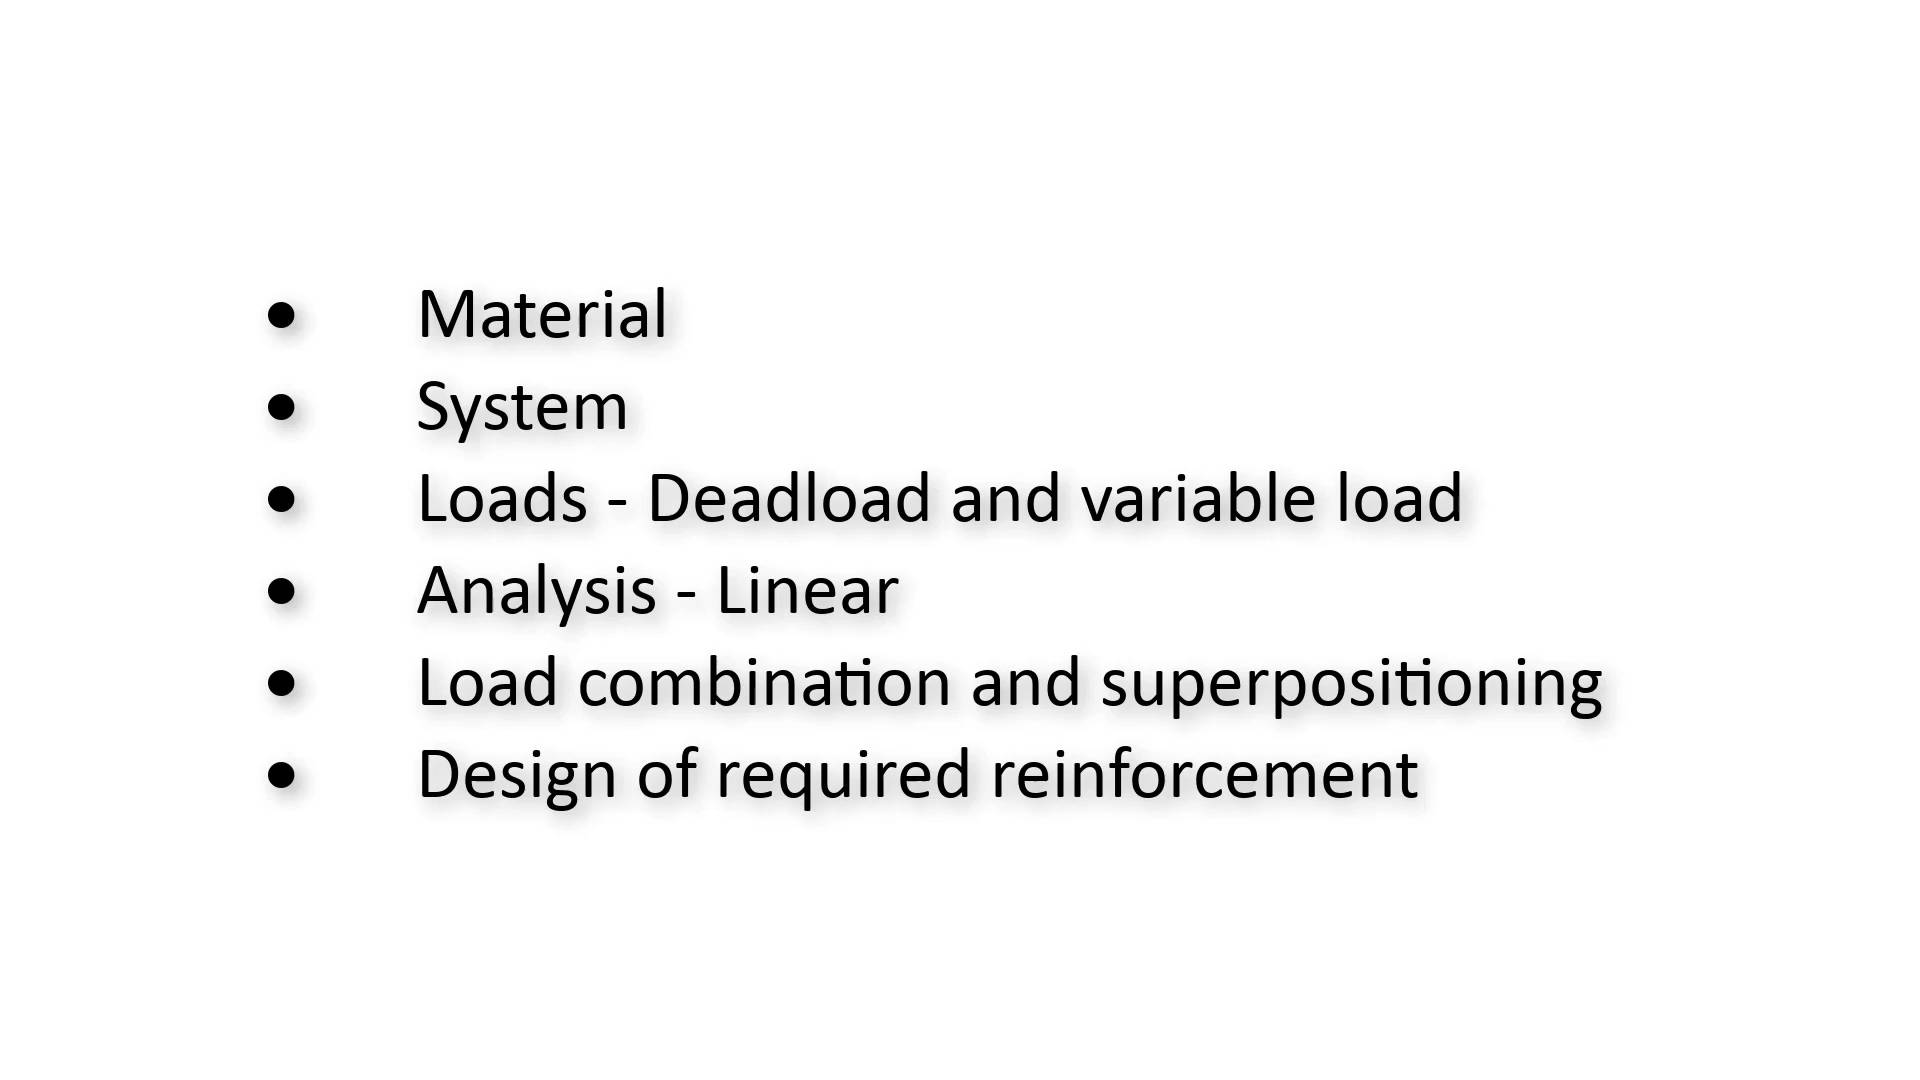 • Material
• System
• Loads - Deadload and variable load
• Analysis - Linear
• Load combination and superpositioning
• Design of required reinforcement